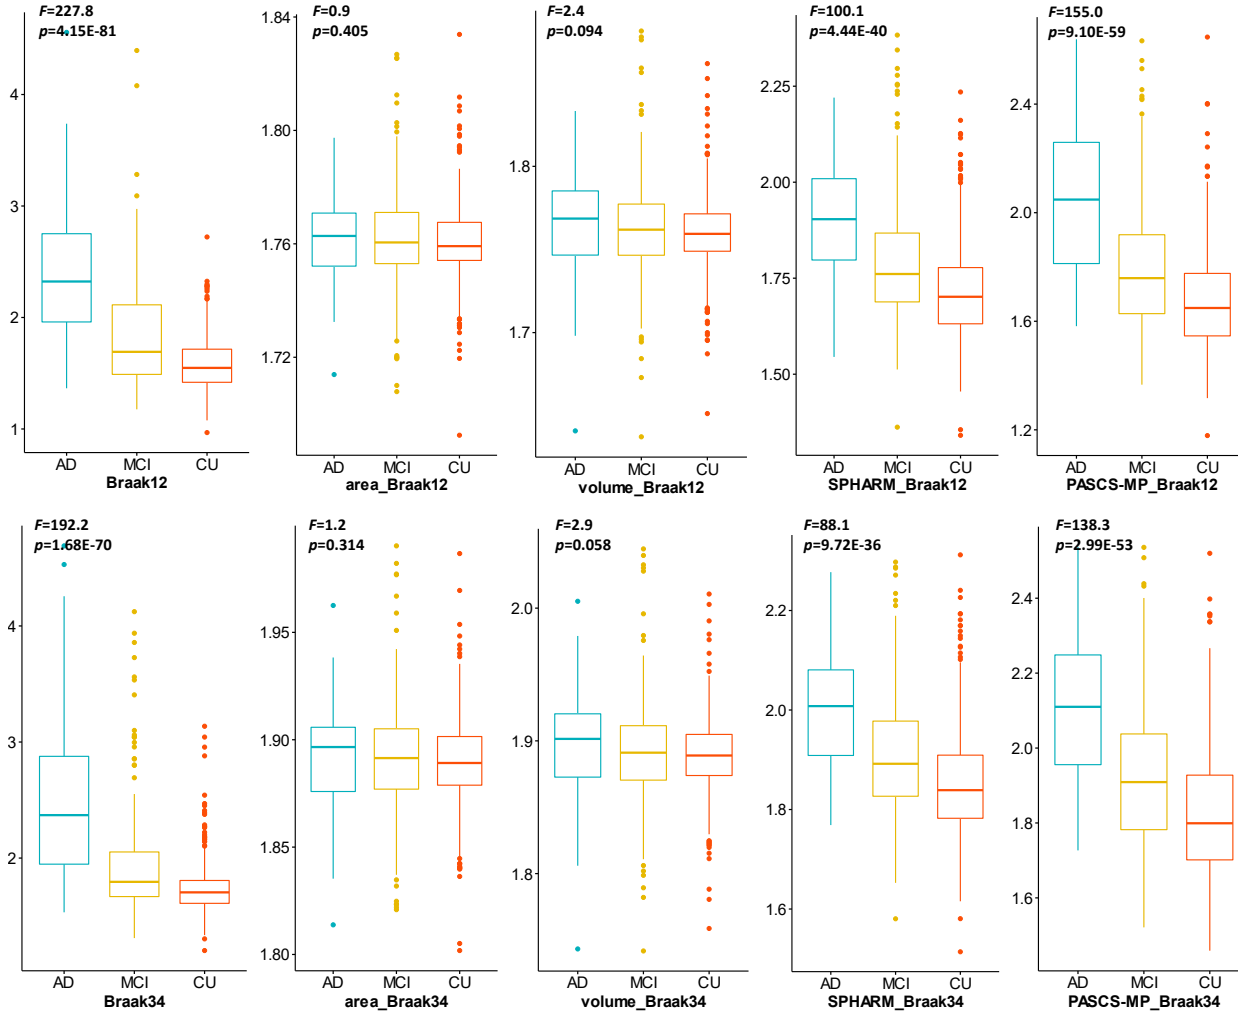 F=227.8
p=4.15E-81
4
3
2
1
AD MCI CU
Braak12
F=0.9
p=0.405
1.84
1.80
1.76
1.72
AD MCI CU
area_Braak12
F=2.4
p=0.094
1.8
1.7
AD MCI CU
volume_Braak12
F=100.1
p=4.44E-40
2.25
2.00
1.75
1.50
AD MCI CU
SPHARM_Braak12
F=155.0
p=9.10E-59
2.4
2.0
1.6
1.2
AD MCI CU
PASCS-MP_Braak12
F=192.2
p=1.68E-70
4
3
2
AD MCI CU
Braak34
F=1.2
p=0.314
1.95
1.90
1.85
1.80
AD MCI CU
area_Braak34
F=2.9
p=0.058
2.0
1.9
1.8
AD MCI CU
volume_Braak34
F=88.1
p=9.72E-36
2.2
2.0
1.8
1.6
AD MCI CU
SPHARM_Braak34
F=138.3
p=2.99E-53
2.4
2.2
2.0
1.8
1.6
AD MCI CU
PASCS-MP_Braak34